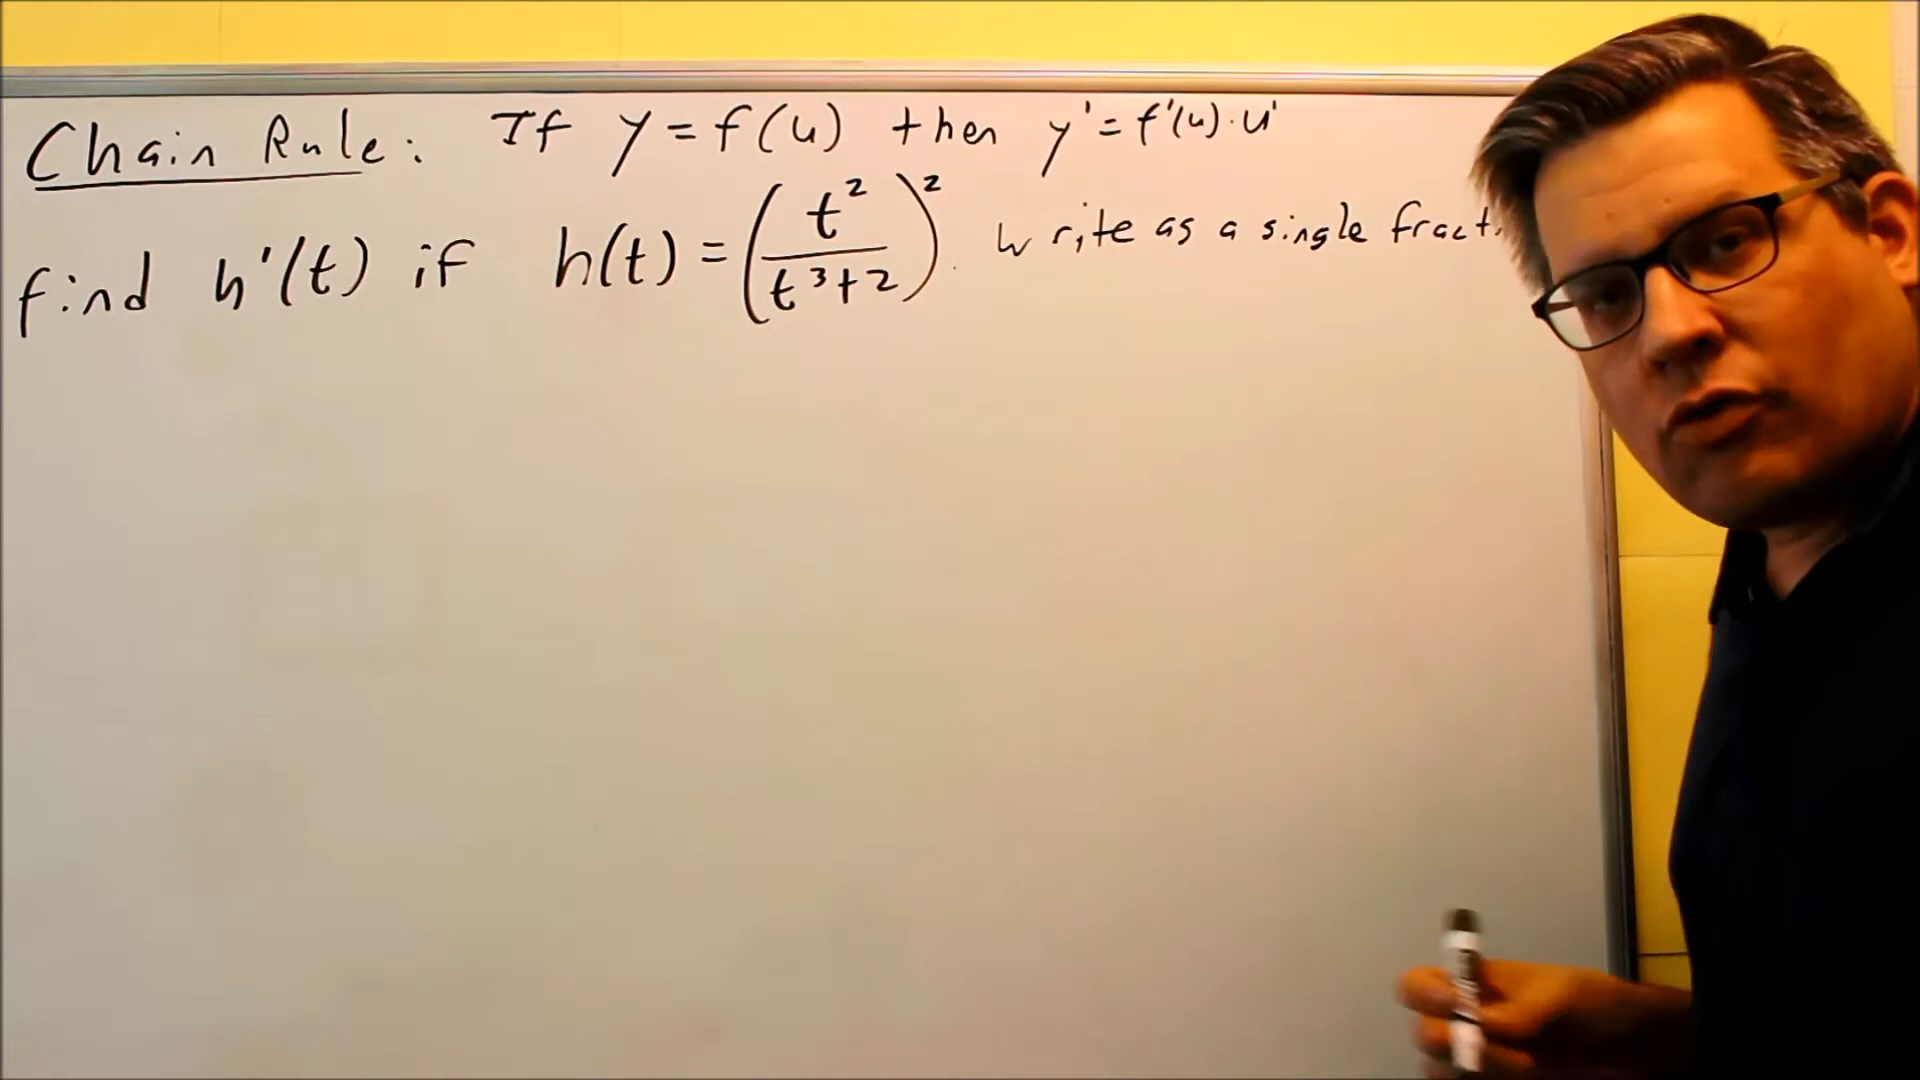 Chain Rule: If y = f(u) then y' = f'(u)·u'
find h'(t) if h(t) = (t²/(t³+2))² write as a single fract